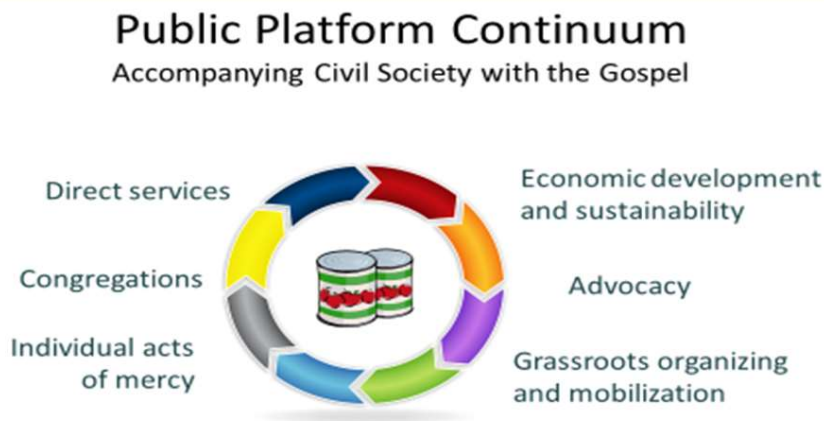 Public Platform Continuum
Accompanying Civil Society with the Gospel
Direct services
Congregations
Individual acts
of mercy
Economic development
and sustainability
Advocacy
Grassroots organizing
and mobilization